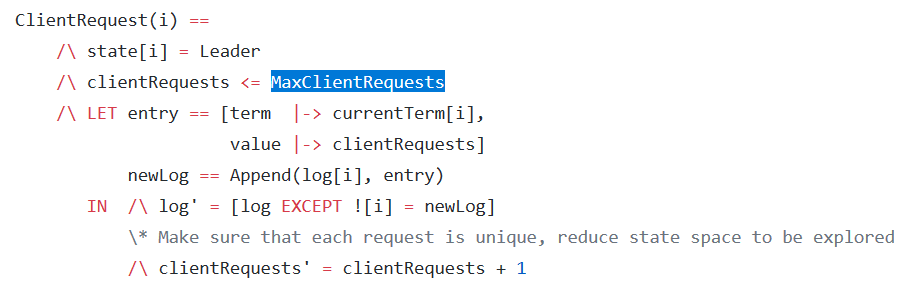 ClientRequest(i) ==
/\ state[i] = Leader
/\ clientRequests <= MaxClientRequests
/\ LET entry == [term  |-> currentTerm[i],
value |-> clientRequests]
newLog == Append(log[i], entry)
IN  /\ log' = [log EXCEPT ![i] = newLog]
\* Make sure that each request is unique, reduce state space to be explored
/\ clientRequests' = clientRequests + 1